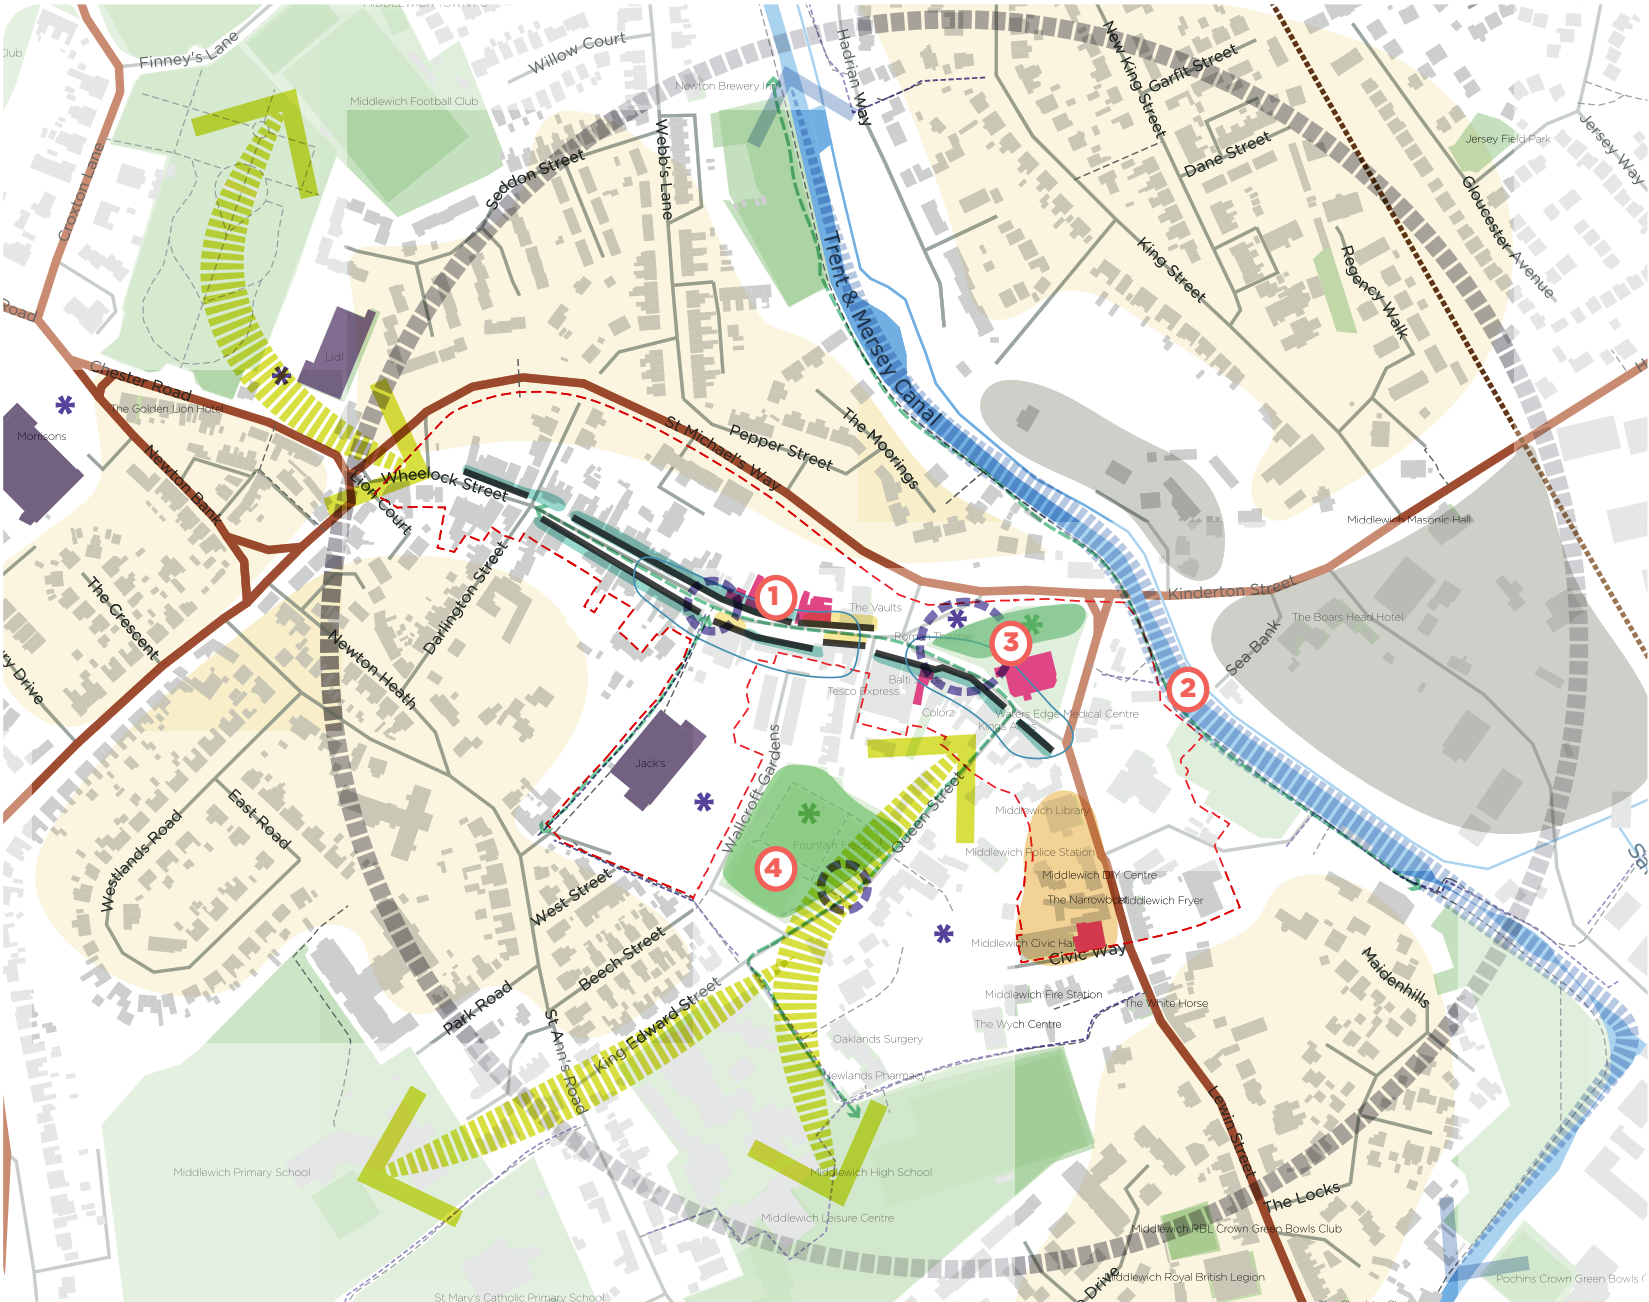 Finney's Lane
Willow Court
Middlewich Football Club
Newton Brewery Inn
Hadrian Way
New King Street
Garfit Street
Dane Street
Jersey Field Park
Jersey Way
Gloucester Avenue
Club
Croxton Lane
Seddon Street
Webb's Lane
King Street
Regency Walk
Trent & Mersey Canal
Road
Lidl
Chester Road
The Golden Lion Hotel
Morrisons
Newton Bank
Wheelock Street
Lion Court
St Michael's Way
Pepper Street
The Moorings
Middlewich Masonic Hall
Kinderton Street
The Boars Head Hotel
Sea Bank
The Crescent
Darlington Street
Newton Heath
1
The Vaults
Roman Theatre
3
Balti
Tesco Express
Colorz
Waters Edge Medical Centre
Kings Arms
2
Jack's
Wallcroft Gardens
Queen Street
Fountain Fields
4
Middlewich Library
Middlewich Police Station
Middlewich DIY Centre
The Narrowboat
Middlewich Fryer
Middlewich Civic Hall
Civic Way
East Road
Westlands Road
West Street
Beech Street
Park Road
King Edward Street
St Ann's Road
Middlewich Fire Station
The White Horse
The Wych Centre
Oaklands Surgery
Newlands Pharmacy
Maidenhills
Lewin Street
The Locks
Middlewich Primary School
Middlewich High School
Middlewich Leisure Centre
Middlewich RBL Crown Green Bowls Club
Middlewich Royal British Legion
Pochins Crown Green Bowls C
St Mary's Catholic Primary School
Drive
Drive